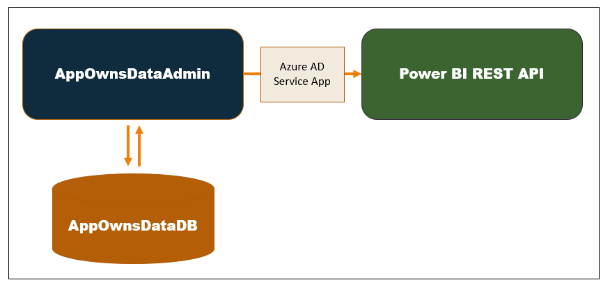 AppOwnsDataAdmin
Azure AD
Service App
Power BI REST API
AppOwnsDataDB